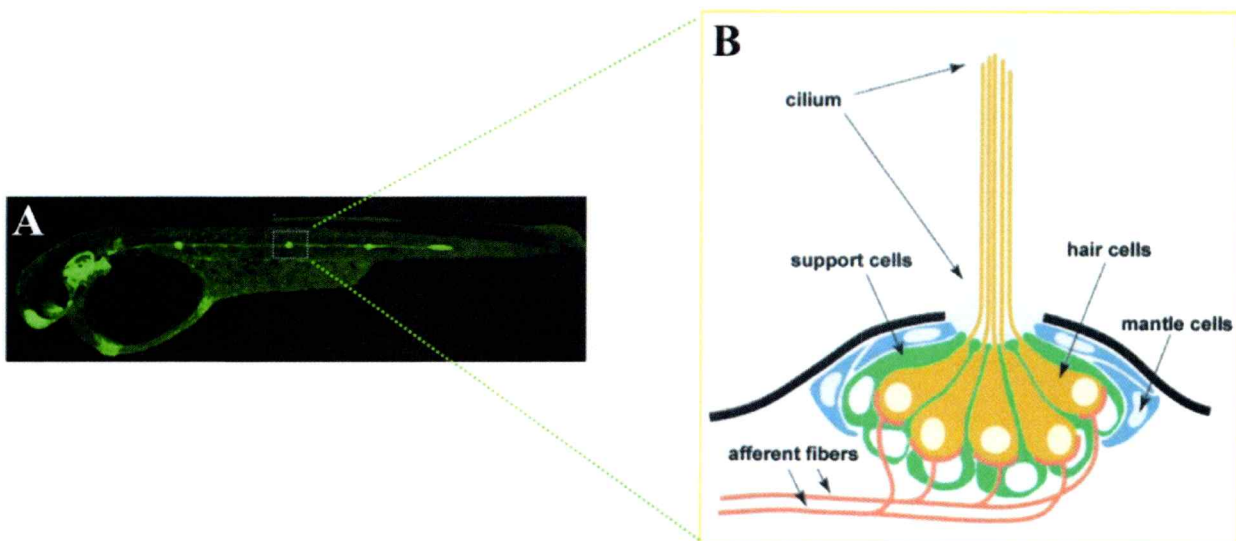 A
B
cilium
support cells
hair cells
mantle cells
afferent fibers